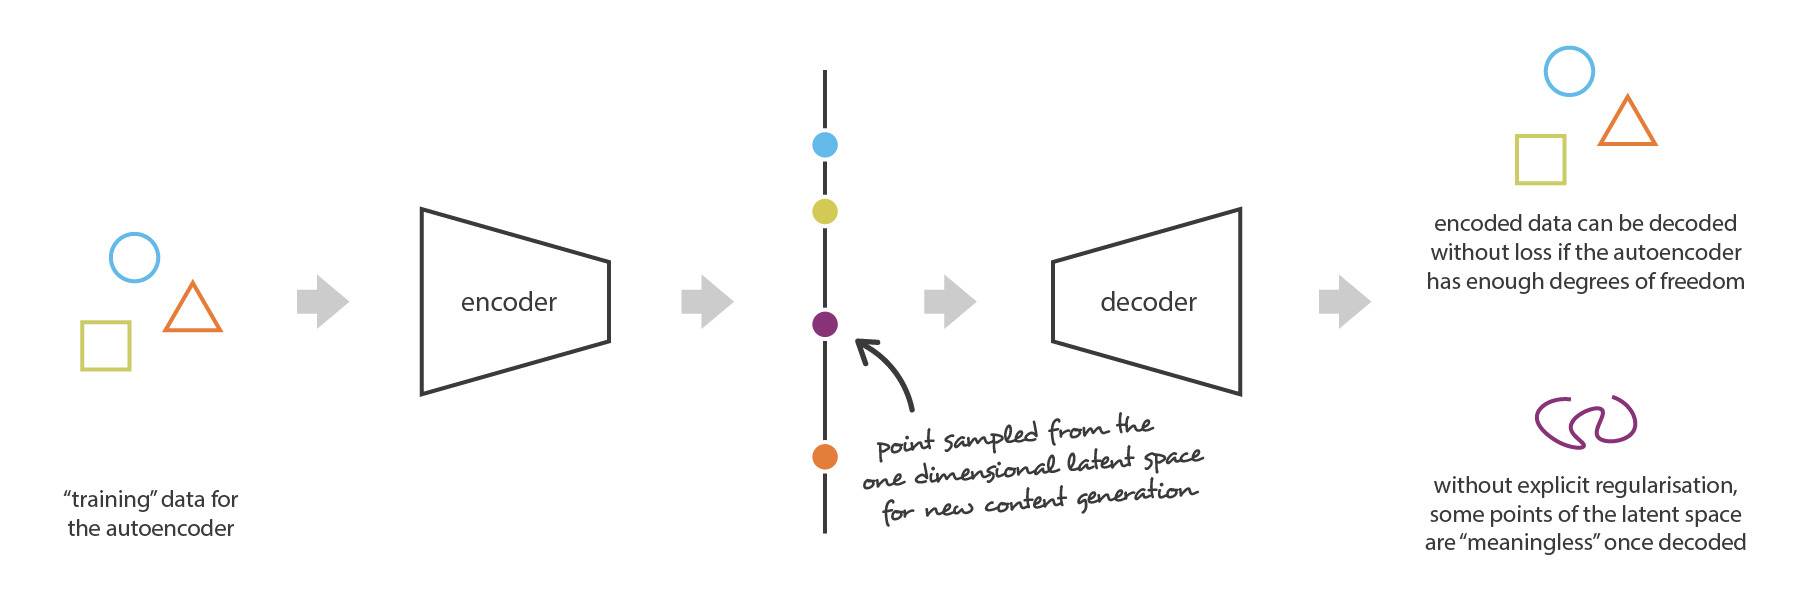 “training” data for
the autoencoder
encoder
point sampled from the
one dimensional latent space
for new content generation
decoder
encoded data can be decoded
without loss if the autoencoder
has enough degrees of freedom
without explicit regularisation,
some points of the latent space
are “meaningless” once decoded